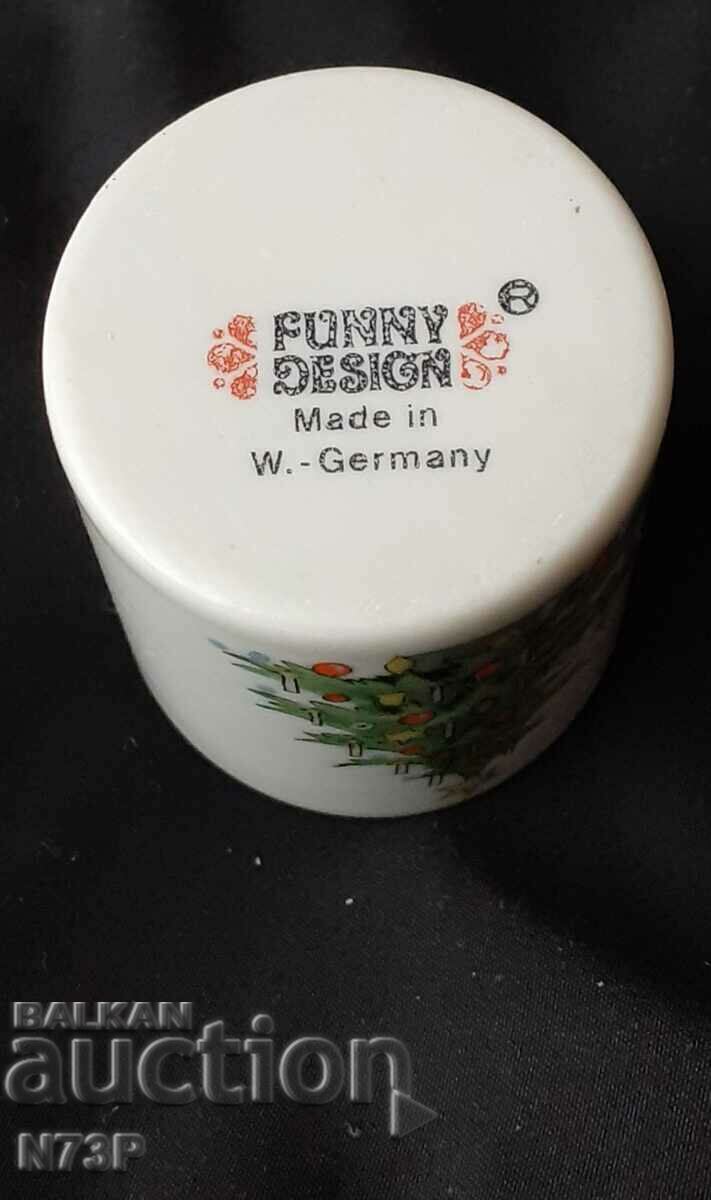 FUNNY ®
DESIGN
Made in
W.-Germany
BALKAN
auction
N73P